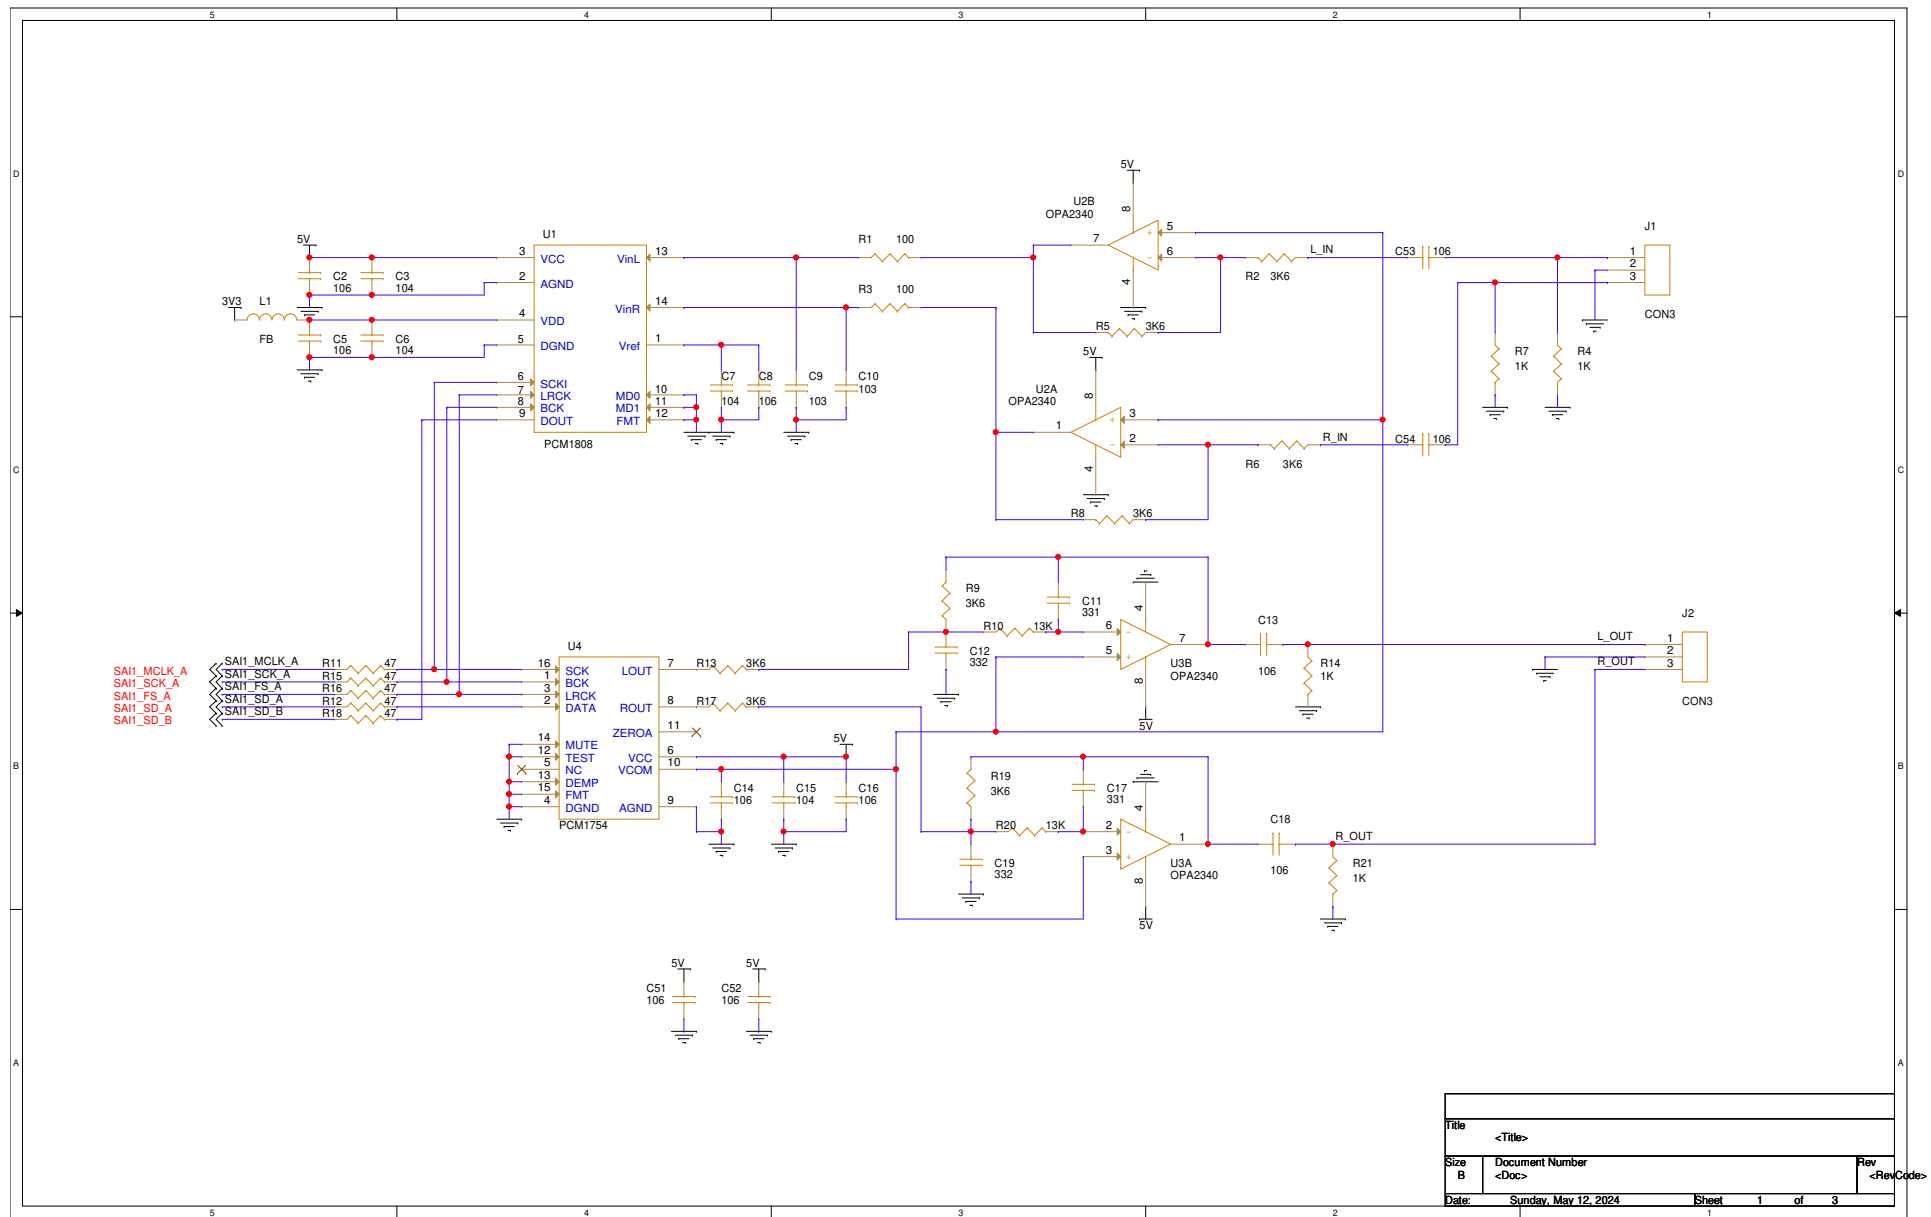 5 4 3 2 1
D D
C C
B B
A A
5V
U2B
OPA2340
8
5
7
6
4
J1
1
2
3
CON3
C53 106
L_IN
R2 3K6
R1 100
R3 100
R5 3K6
5V
U1
3 VCC
2 AGND
4 VDD
5 DGND
6 SCKI
7 LRCK
8 BCK
9 DOUT
VinL 13
VinR 14
Vref 1
MD0 10
MD1 11
FMT 12
PCM1808
C2
106
C3
104
3V3 L1
FB
C5
106
C6
104
C7
104
C8
106
C9
103
C10
103
5V
U2A
OPA2340
8
3
1
2
4
R6 3K6
R_IN
C54 106
R7
1K
R4
1K
R8 3K6
R9
3K6
C11
331
R10 13K
C12
332
4
6
7
5
8
U3B
OPA2340
5V
C13
106
R14
1K
J2
L_OUT 1
2
R_OUT 3
CON3
SAI1_MCLK_A
SAI1_SCK_A
SAI1_FS_A
SAI1_SD_A
SAI1_SD_B
SAI1_MCLK_A R11 47
SAI1_SCK_A R15 47
SAI1_FS_A R16 47
SAI1_SD_A R12 47
SAI1_SD_B R18 47
U4
16 SCK
1 BCK
3 LRCK
2 DATA
14 MUTE
12 TEST
5 NC
13 DEMP
15 FMT
4 DGND
LOUT 7
ROUT 8
ZEROA 11
VCC 6
VCOM 10
AGND 9
PCM1754
R13 3K6
R17 3K6
5V
C14
106
C15
104
C16
106
R19
3K6
C17
331
R20 13K
C19
332
4
2
1
3
8
U3A
OPA2340
5V
C18
106
R_OUT
R21
1K
5V
C51
106
5V
C52
106
Title
<Title>
Size Document Number Rev
B <Doc> <RevCode>
Date: Sunday, May 12, 2024 Sheet 1 of 3
5 4 3 2 1